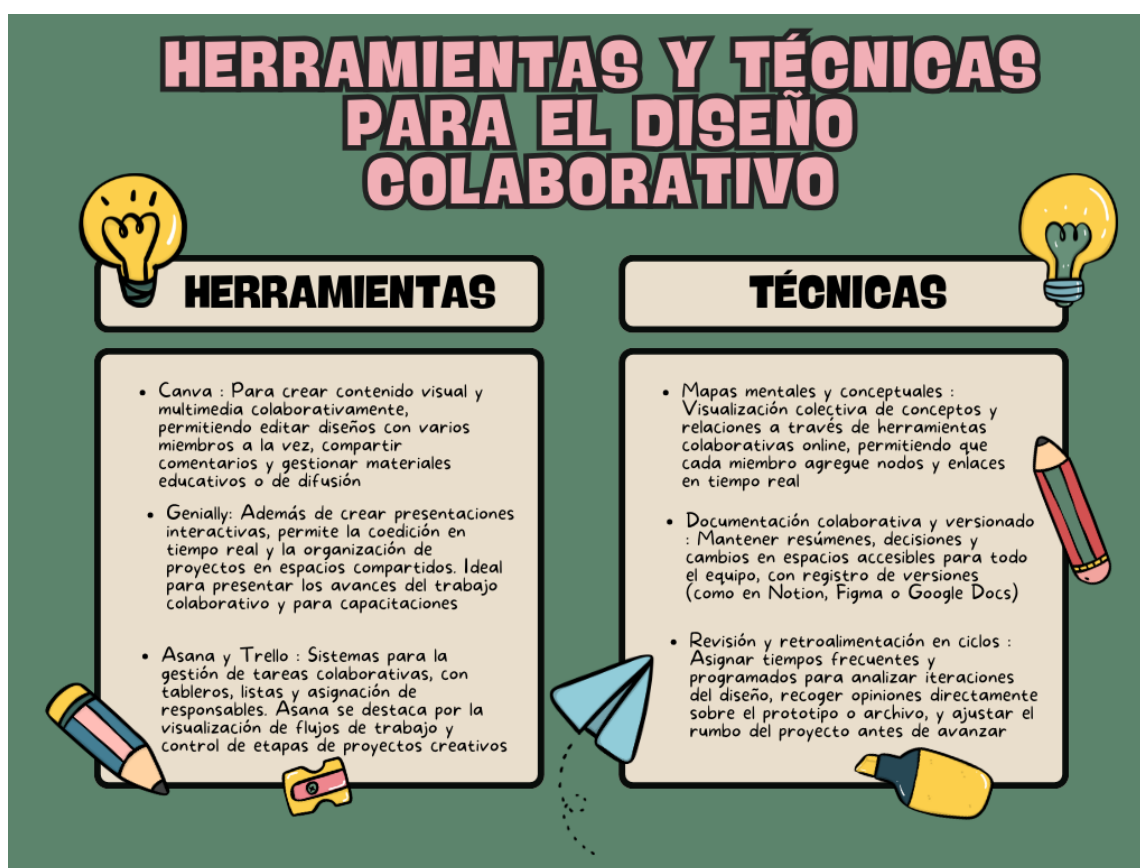 HERRAMIENTAS Y TÉCNICAS
PARA EL DISEÑO
COLABORATIVO
HERRAMIENTAS
• Canva : Para crear contenido visual y
multimedia colaborativamente,
permitiendo editar diseños con varios
miembros a la vez, compartir
comentarios y gestionar materiales
educativos o de difusión
• Genially: Además de crear presentaciones
interactivas, permite la coedición en
tiempo real y la organización de
proyectos en espacios compartidos. Ideal
para presentar los avances del trabajo
colaborativo y para capacitaciones
• Asana y Trello : Sistemas para la
gestión de tareas colaborativas, con
tableros, listas y asignación de
responsables. Asana se destaca por la
visualización de flujos de trabajo y
control de etapas de proyectos creativos
TÉCNICAS
• Mapas mentales y conceptuales :
Visualización colectiva de conceptos y
relaciones a través de herramientas
colaborativas online, permitiendo que
cada miembro agregue nodos y enlaces
en tiempo real
• Documentación colaborativa y versionado
: Mantener resúmenes, decisiones y
cambios en espacios accesibles para todo
el equipo, con registro de versiones
(como en Notion, Figma o Google Docs)
• Revisión y retroalimentación en ciclos :
Asignar tiempos frecuentes y
programados para analizar iteraciones
del diseño, recoger opiniones directamente
sobre el prototipo o archivo, y ajustar el
rumbo del proyecto antes de avanzar